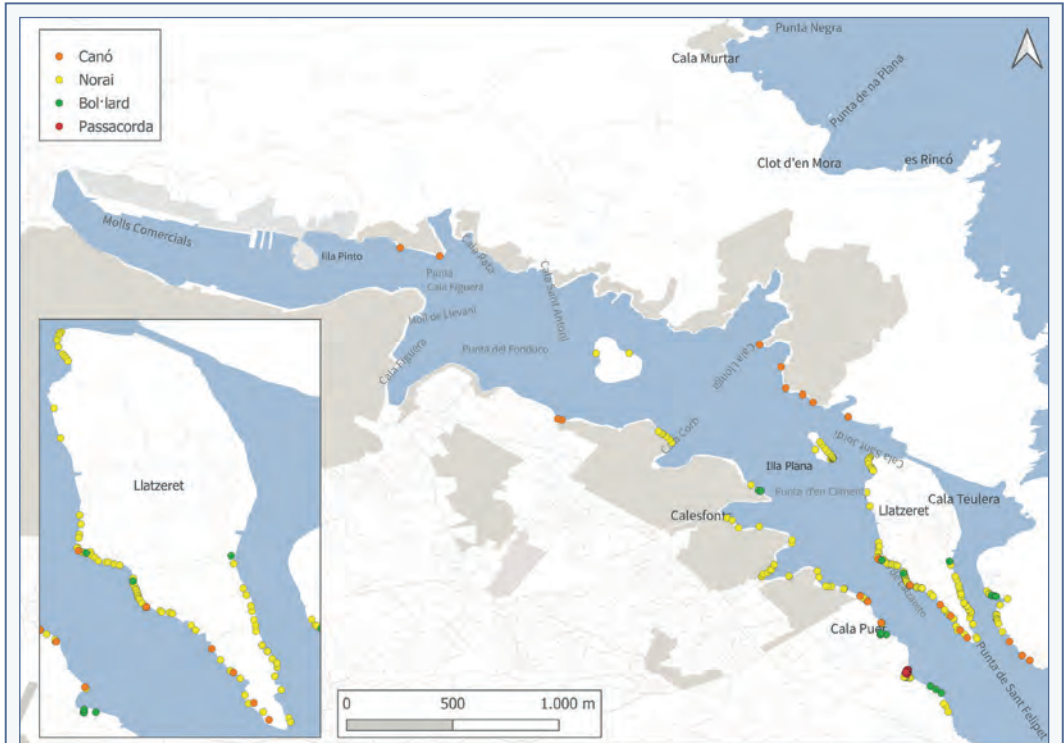 Canó
Norai
Bol·lard
Passacorda
Punta Negra
Cala Murtar
Punta de na Plana
Clot d'en Mora
es Rincó
Molls Comercials
Illa Pinto
Cala Rata
Punta
Cala Figuera
Cala Sant Antoni
Moll de Llevant
Punta del Fonduco
Cala Figuera
Cala Llonga
Cala Corb
Cala Sant Jordi
Illa Plana
Punta d'en Climent
Cala Teulera
Calesfonts
Llatzeret
Llatzeret
Cala Puer
Punta de Sant Felipet
0 500 1.000 m